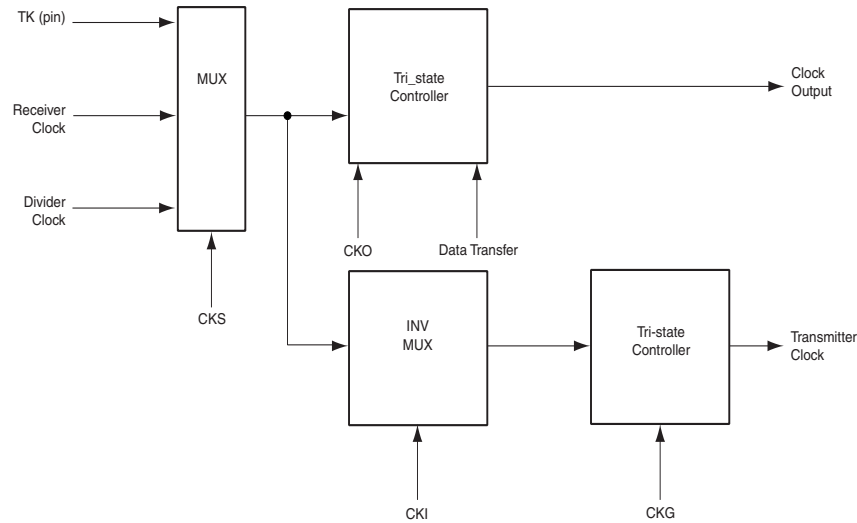 TK (pin)
MUX
Tri_state
Controller
Clock
Output
Receiver
Clock
Divider
Clock
CKO
Data Transfer
CKS
INV
MUX
Tri-state
Controller
Transmitter
Clock
CKI
CKG